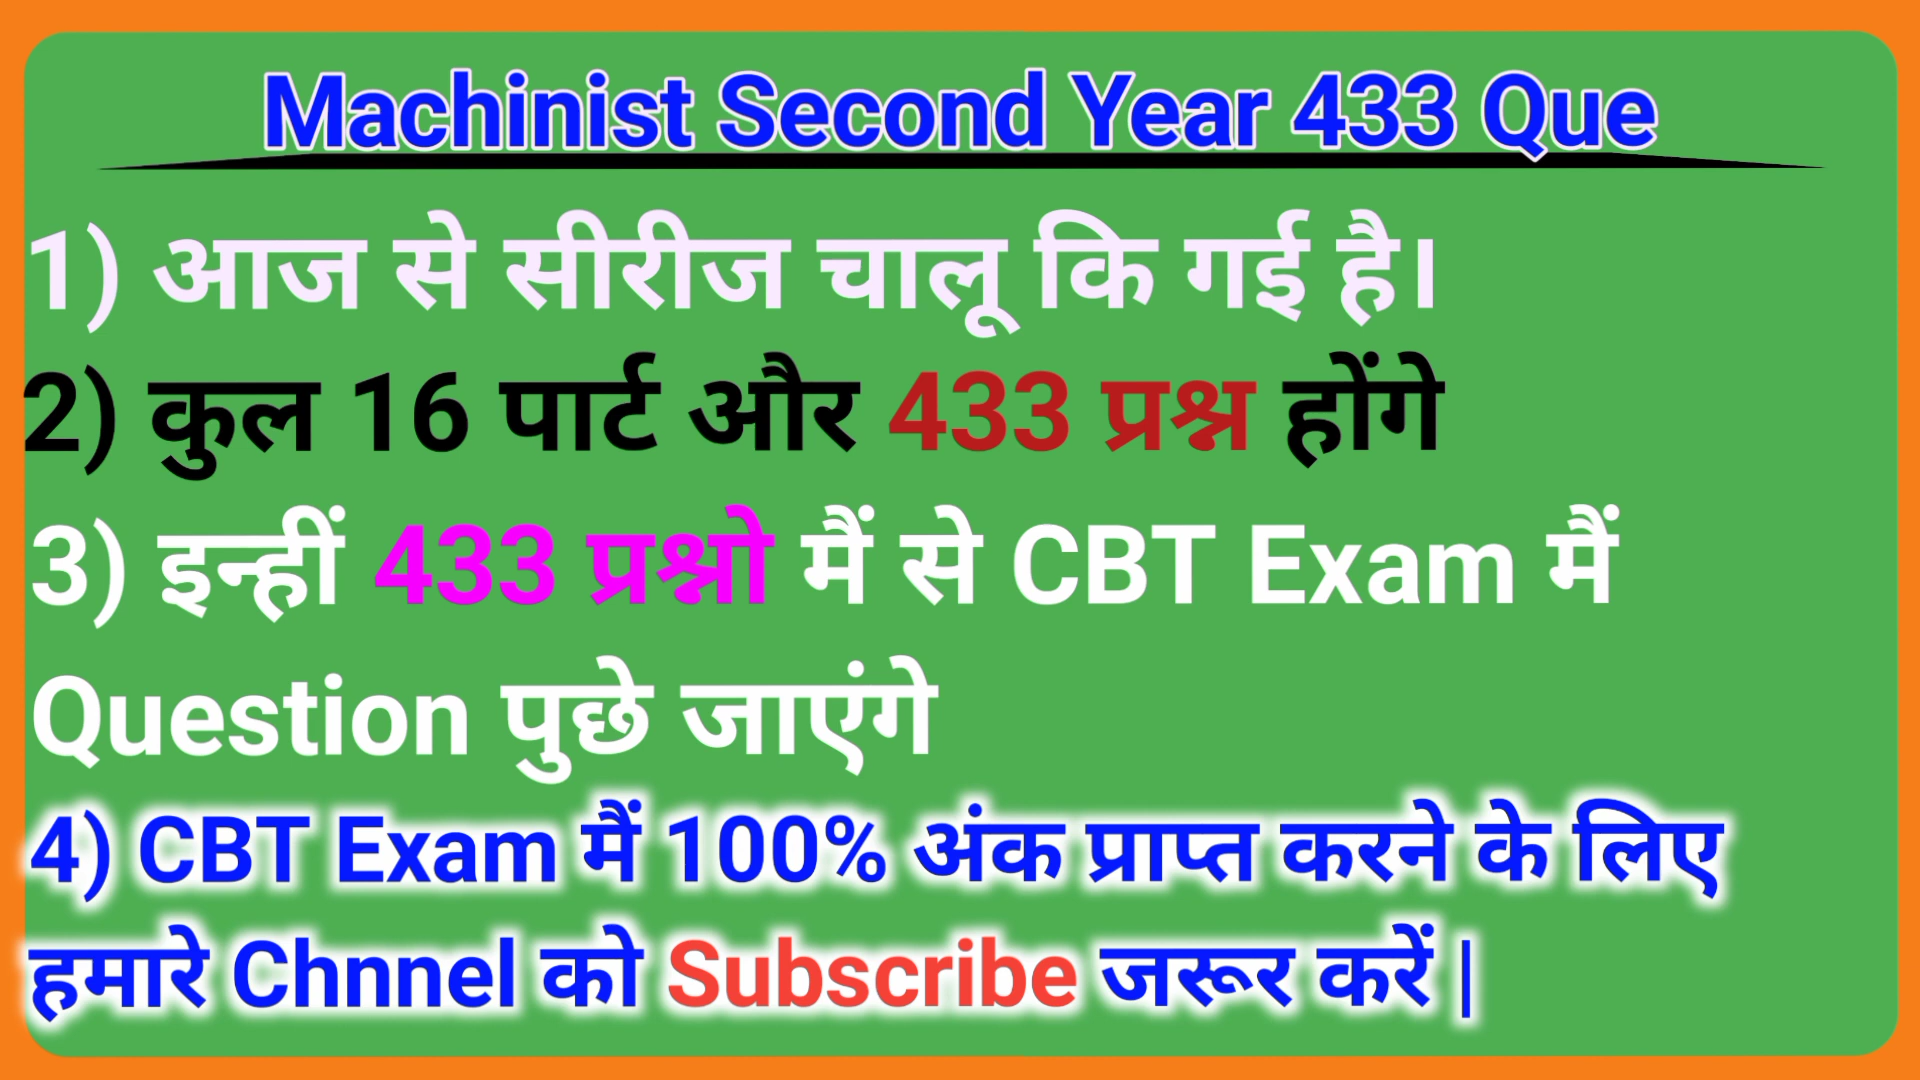 Machinist Second Year 433 Que
1) आज से सीरीज चालू कि गई है।
2) कुल 16 पार्ट और 433 प्रश्न होंगे
3) इन्हीं 433 प्रश्नो मैं से CBT Exam मैं
Question पुछे जाएंगे
4) CBT Exam मैं 100% अंक प्राप्त करने के लिए
हमारे Chnnel को Subscribe जरूर करें |